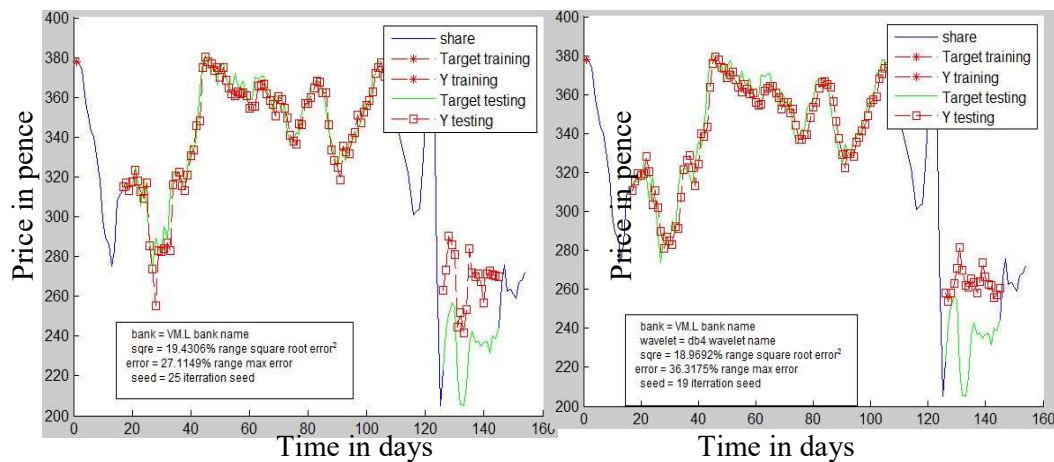 400
380
360
340
320
300
280
260
240
220
200
0 20 40 60 80 100 120 140 160
Price in pence
Time in days
share
Target training
Y training
Target testing
Y testing
bank = VM.L bank name
sqre = 19.4306% range square root error²
error = 27.1149% range max error
seed = 25 iterration seed
400
380
360
340
320
300
280
260
240
220
200
0 20 40 60 80 100 120 140 160
Price in pence
Time in days
share
Target training
Y training
Target testing
Y testing
bank = VM.L bank name
wavelet = db4 wavelet name
sqre = 18.9692% range square root error²
error = 36.3175% range max error
seed = 19 iterration seed